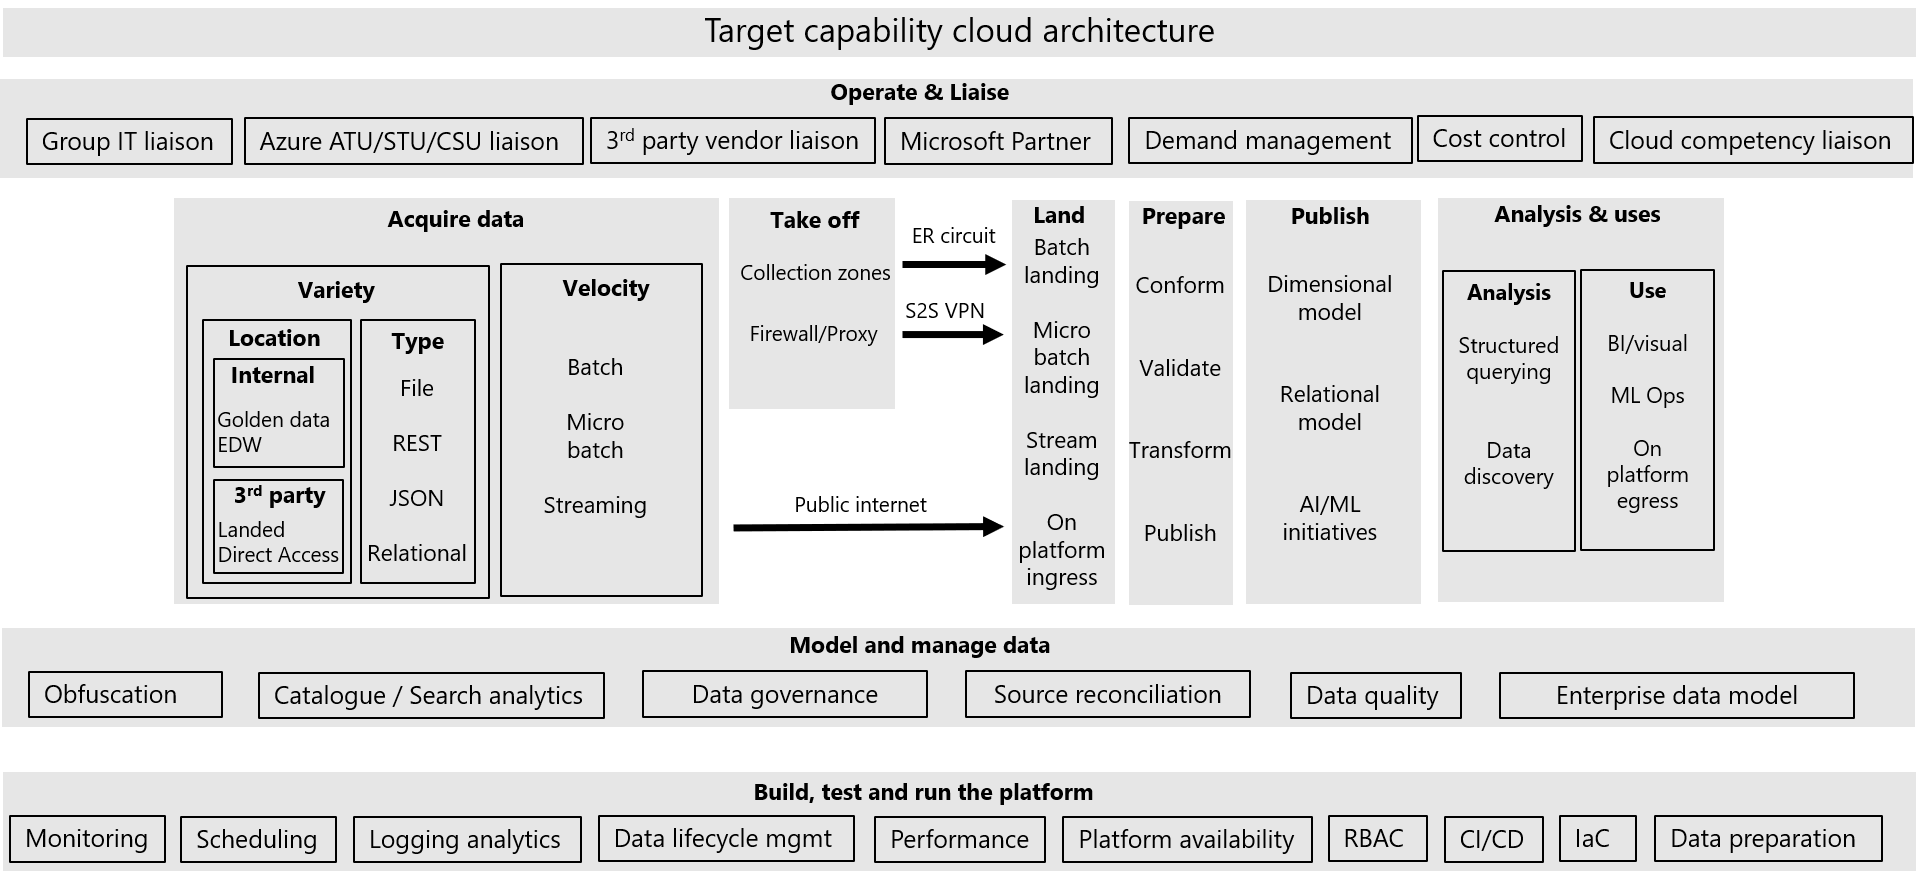 Target capability cloud architecture
Operate & Liaise
Group IT liaison
Azure ATU/STU/CSU liaison
3rd party vendor liaison
Microsoft Partner
Demand management
Cost control
Cloud competency liaison
Acquire data
Variety
Location
Internal
Golden data
EDW
3rd party
Landed
Direct Access
Type
File
REST
JSON
Relational
Velocity
Batch
Micro
batch
Streaming
Take off
Collection zones
Firewall/Proxy
ER circuit
S2S VPN
Public internet
Land
Batch
landing
Micro
batch
landing
Stream
landing
On
platform
ingress
Prepare
Conform
Validate
Transform
Publish
Publish
Dimensional
model
Relational
model
AI/ML
initiatives
Analysis & uses
Analysis
Structured
querying
Data
discovery
Use
BI/visual
ML Ops
On
platform
egress
Model and manage data
Obfuscation
Catalogue / Search analytics
Data governance
Source reconciliation
Data quality
Enterprise data model
Build, test and run the platform
Monitoring
Scheduling
Logging analytics
Data lifecycle mgmt
Performance
Platform availability
RBAC
CI/CD
IaC
Data preparation